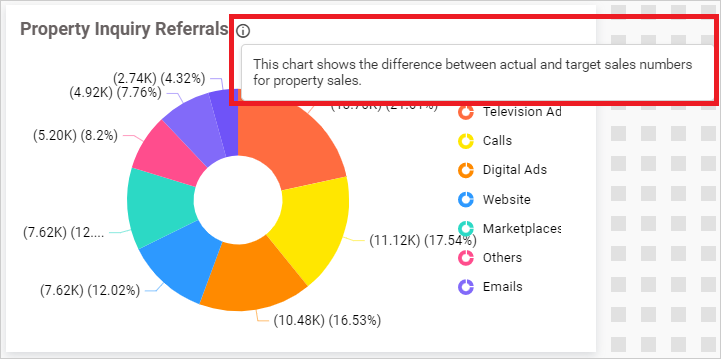 Property Inquiry Referrals
This chart shows the difference between actual and target sales numbers
for property sales.
(2.74K) (4.32%)
(4.92K) (7.76%)
(5.20K) (8.2%)
(7.62K) (12....
(7.62K) (12.02%)
(10.48K) (16.53%)
(11.12K) (17.54%)
Television Ad
Calls
Digital Ads
Website
Marketplaces
Others
Emails